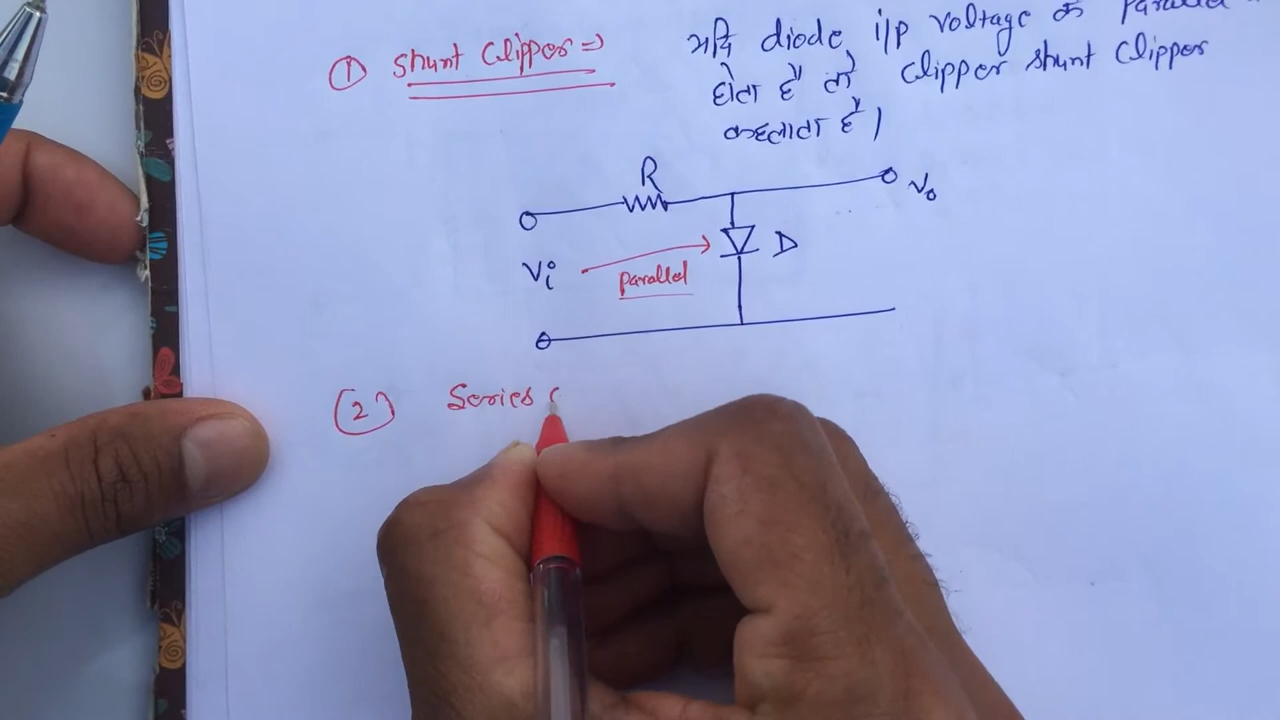 ① Shunt Clipper ⇒
यदि diode i/p voltage के Parallel
होता है तो clipper shunt clipper
कहलाता है।
R
Vo
D
Vi
Parallel
(2) Series C